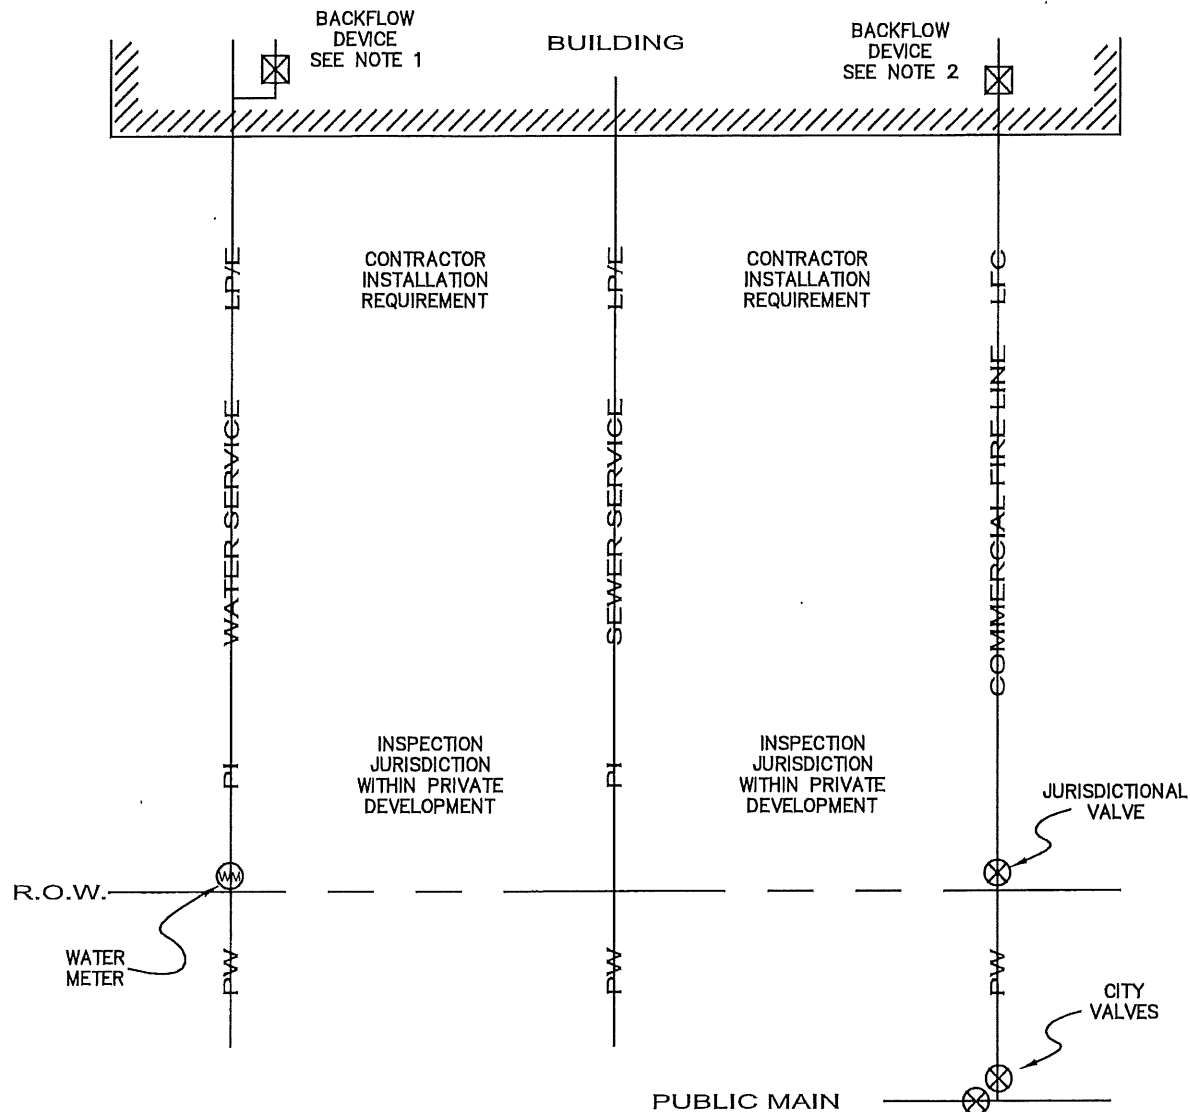 BACKFLOW
DEVICE
SEE NOTE 1
BUILDING
BACKFLOW
DEVICE
SEE NOTE 2
LP/E
CONTRACTOR
INSTALLATION
REQUIREMENT
LP/E
CONTRACTOR
INSTALLATION
REQUIREMENT
LFC
WATER SERVICE
SEWER SERVICE
COMMERCIAL FIRE LINE
PI
INSPECTION
JURISDICTION
WITHIN PRIVATE
DEVELOPMENT
PI
INSPECTION
JURISDICTION
WITHIN PRIVATE
DEVELOPMENT
JURISDICTIONAL
VALVE
WM
R.O.W.
WATER
METER
PW
PW
PW
CITY
VALVES
PUBLIC MAIN